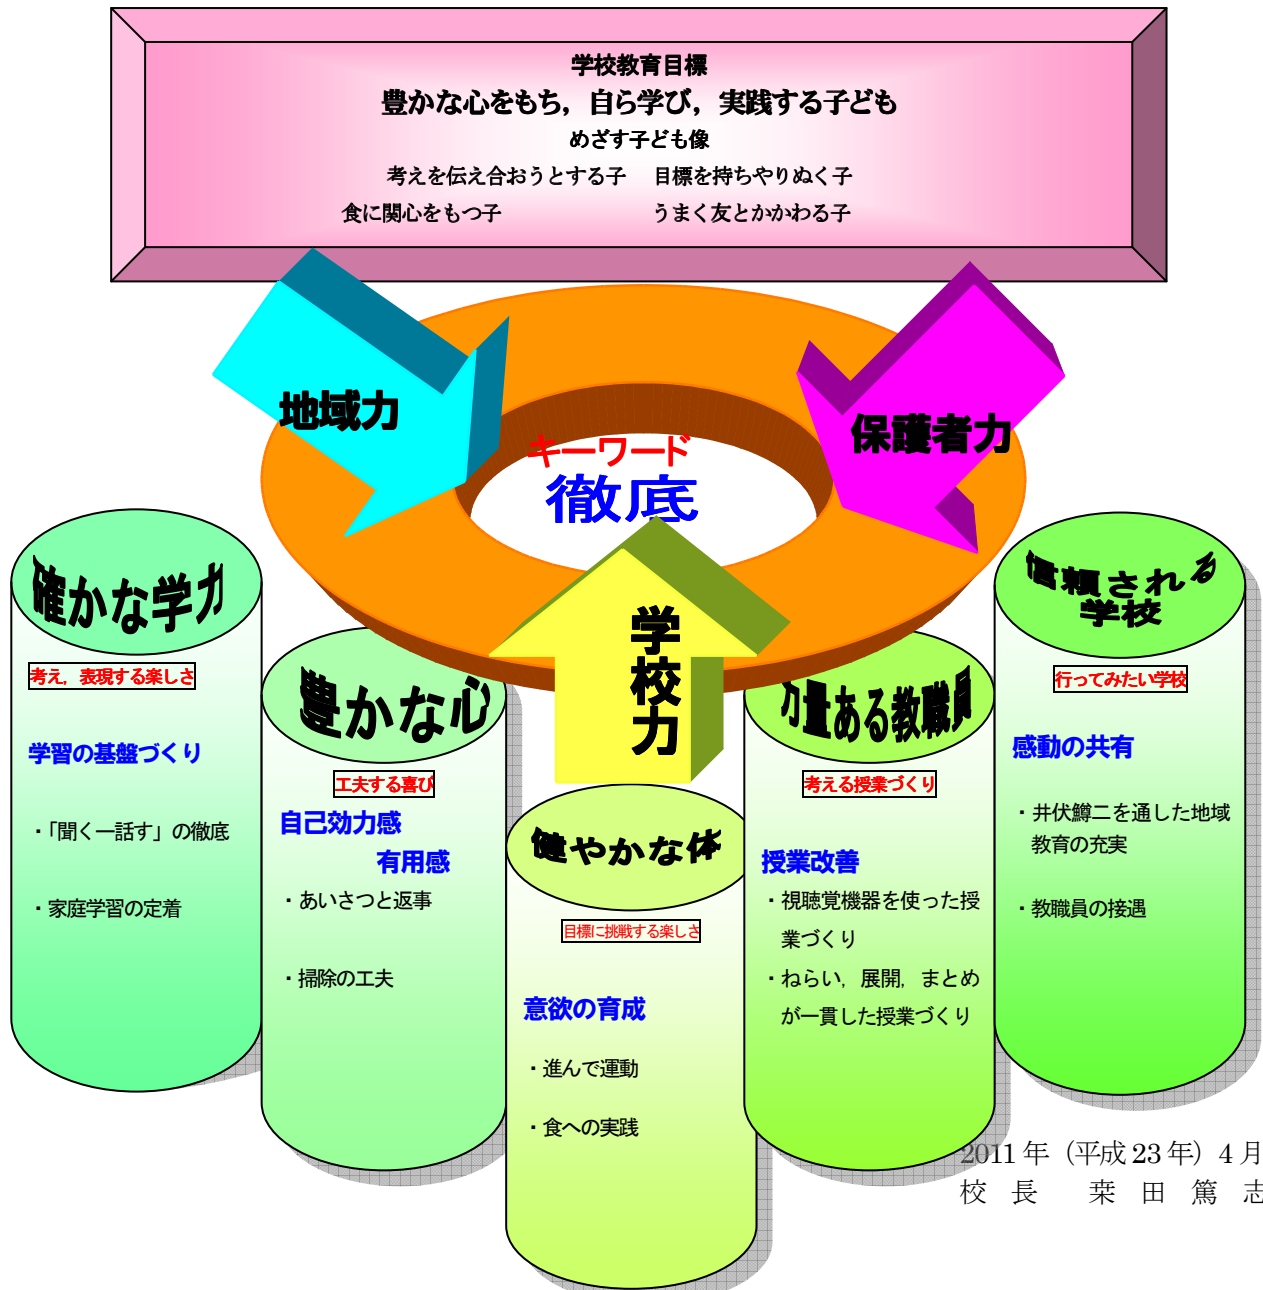 学校教育目標
豊かな心をもち，自ら学び，実践する子ども
めざす子ども像
考えを伝え合おうとする子　目標を持ちやりぬく子
食に関心をもつ子　うまく友とかかわる子
地域力
保護者力
キーワード
徹底
学校力
確かな学力
考え，表現する楽しさ
学習の基盤づくり
・「聞く―話す」の徹底
・家庭学習の定着
豊かな心
工夫する喜び
自己効力感
有用感
・あいさつと返事
・掃除の工夫
健やかな体
目標に挑戦する楽しさ
意欲の育成
・進んで運動
・食への実践
力量ある教職員
考える授業づくり
授業改善
・視聴覚機器を使った授
業づくり
・ねらい，展開，まとめ
が一貫した授業づくり
信頼される
学校
行ってみたい学校
感動の共有
・井伏鱒二を通した地域
教育の充実
・教職員の接遇
2011年（平成23年）4月
校　長　　桒　田　篤　志